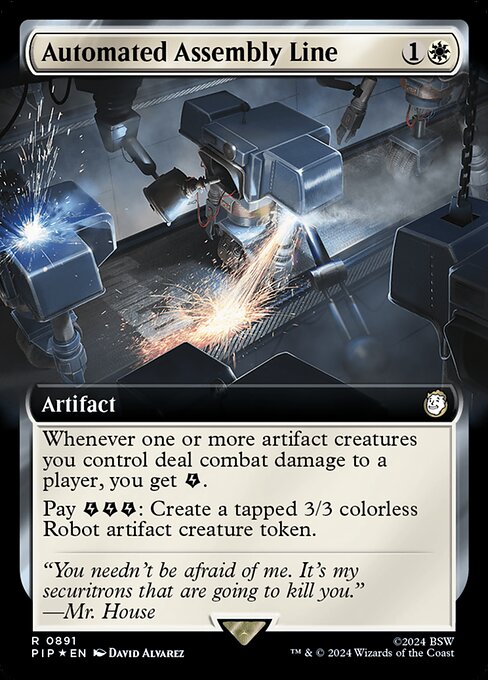 Automated Assembly Line 1
Artifact
Whenever one or more artifact creatures
you control deal combat damage to a
player, you get .
Pay : Create a tapped 3/3 colorless
Robot artifact creature token.
“You needn't be afraid of me. It's my
securitrons that are going to kill you.”
—Mr. House
R 0891
PIP★EN DAVID ALVAREZ
©2024 BSW
™ & © 2024 Wizards of the Coast